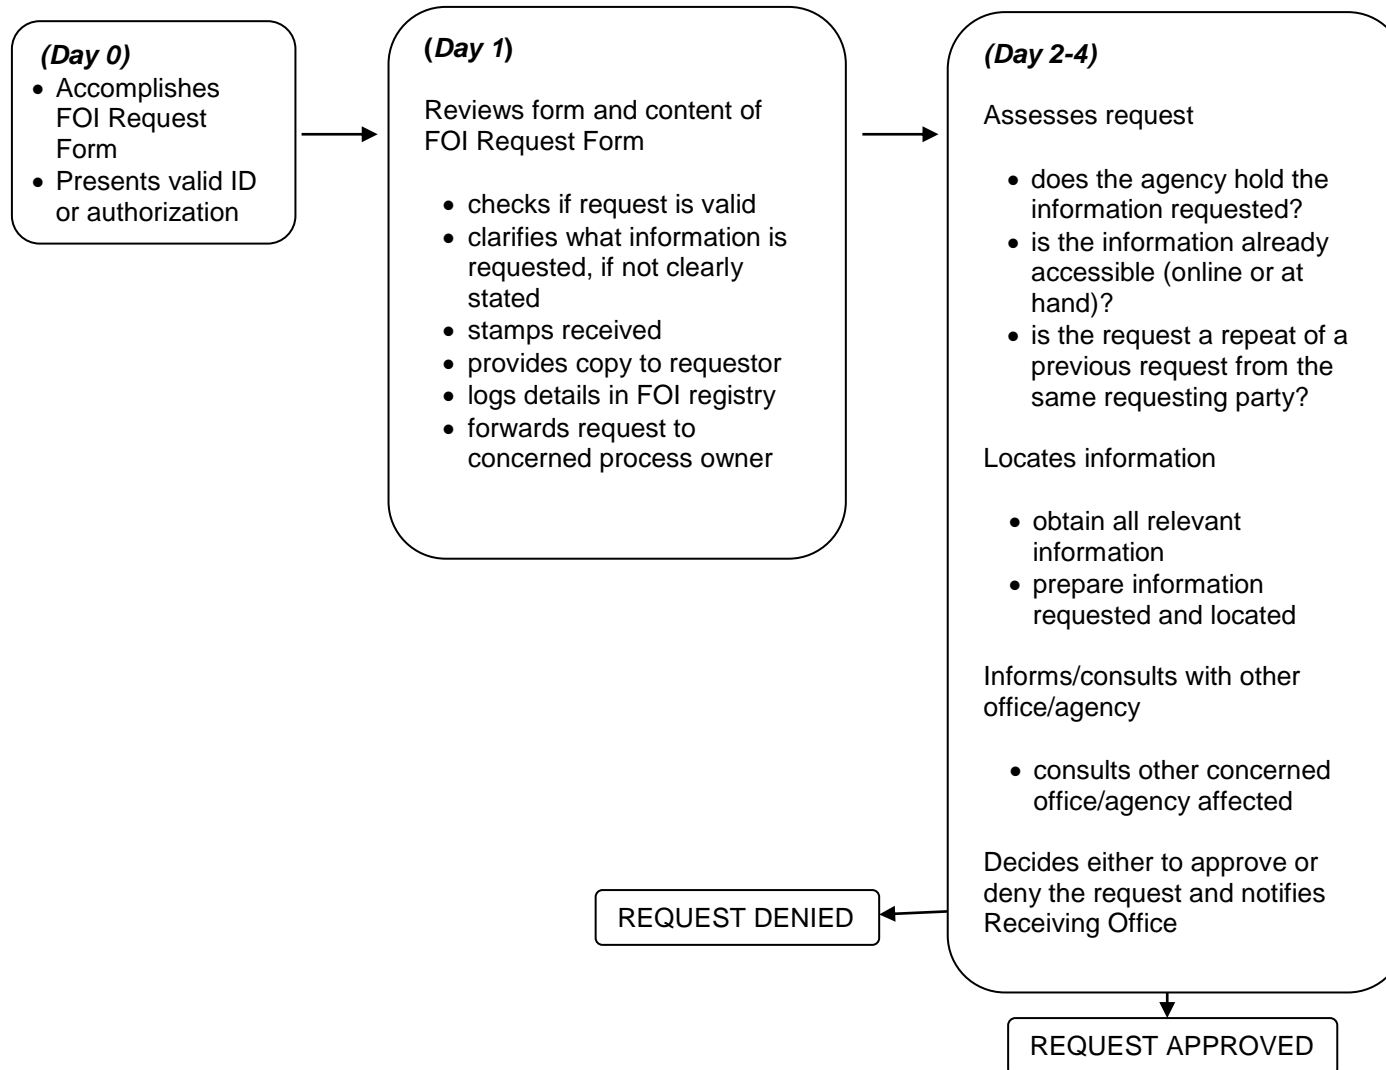 (Day 0)
• Accomplishes
FOI Request
Form
• Presents valid ID
or authorization
(Day 1)
Reviews form and content of
FOI Request Form
• checks if request is valid
• clarifies what information is
requested, if not clearly
stated
• stamps received
• provides copy to requestor
• logs details in FOI registry
• forwards request to
concerned process owner
(Day 2-4)
Assesses request
• does the agency hold the
information requested?
• is the information already
accessible (online or at
hand)?
• is the request a repeat of a
previous request from the
same requesting party?
Locates information
• obtain all relevant
information
• prepare information
requested and located
Informs/consults with other
office/agency
• consults other concerned
office/agency affected
Decides either to approve or
deny the request and notifies
Receiving Office
REQUEST DENIED
REQUEST APPROVED